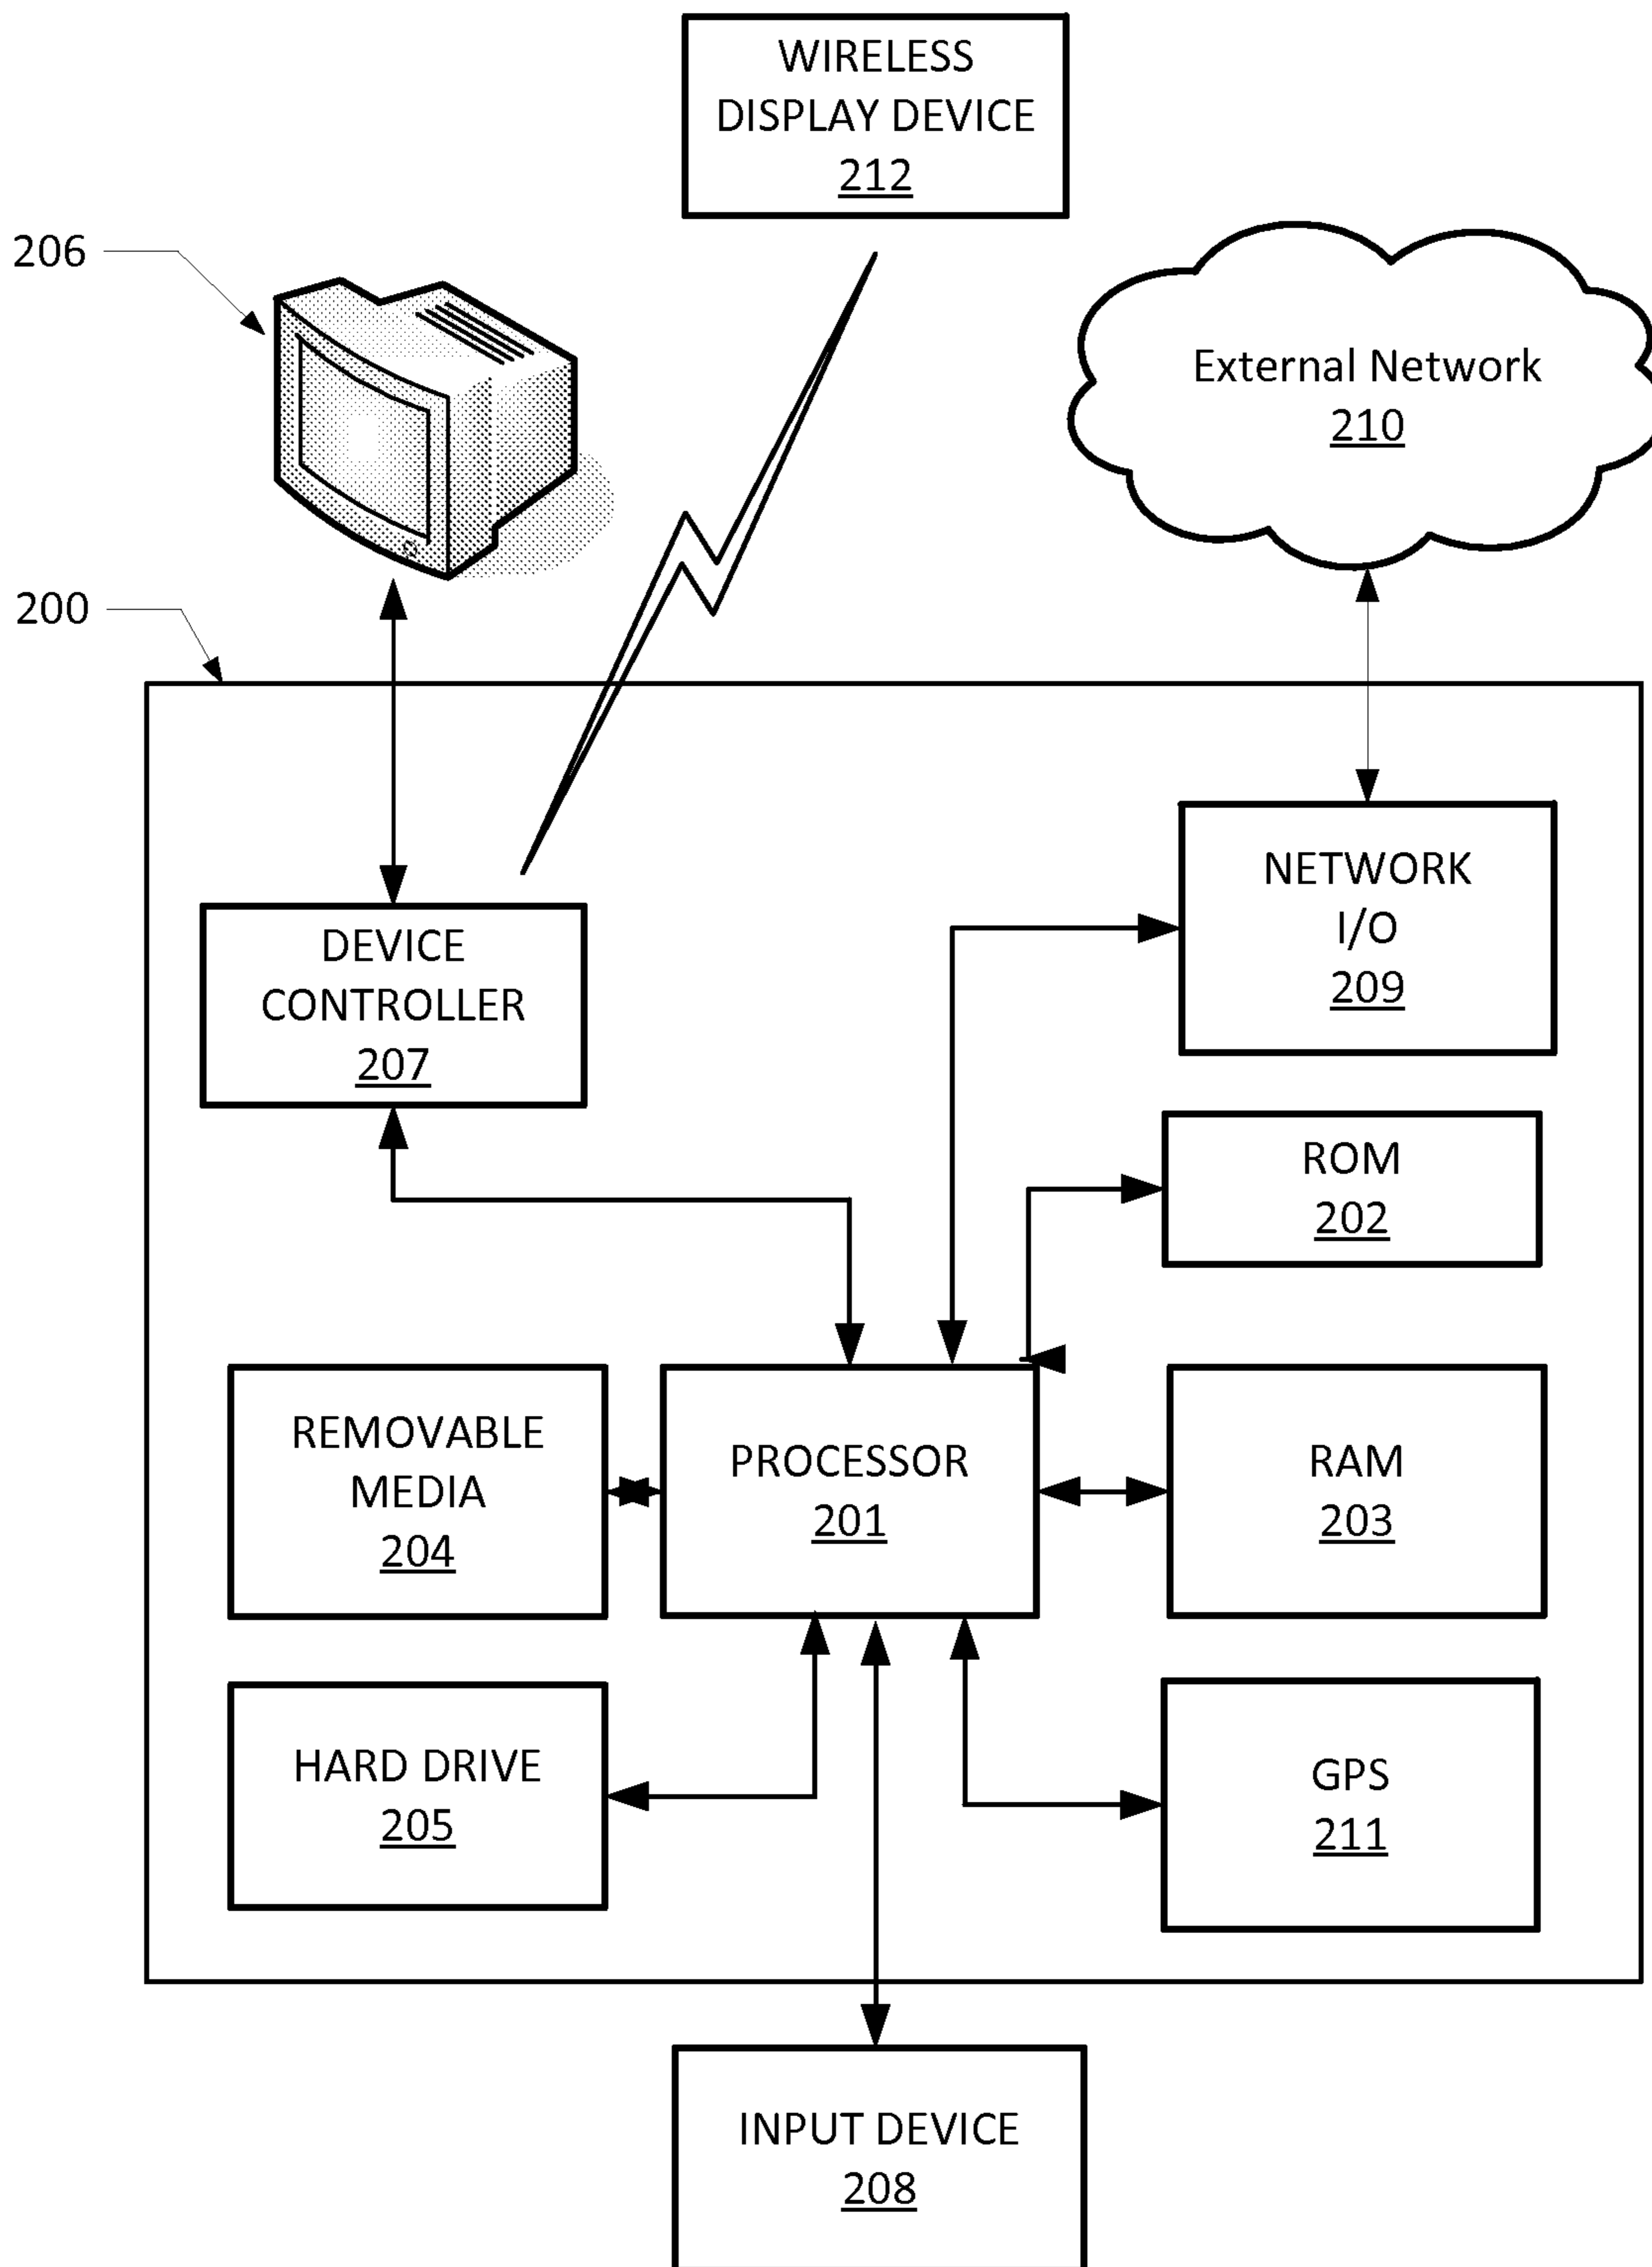 WIRELESS
DISPLAY DEVICE
212
206
External Network
210
200
NETWORK
I/O
209
DEVICE
CONTROLLER
207
ROM
202
REMOVABLE
MEDIA
204
PROCESSOR
201
RAM
203
HARD DRIVE
205
GPS
211
INPUT DEVICE
208